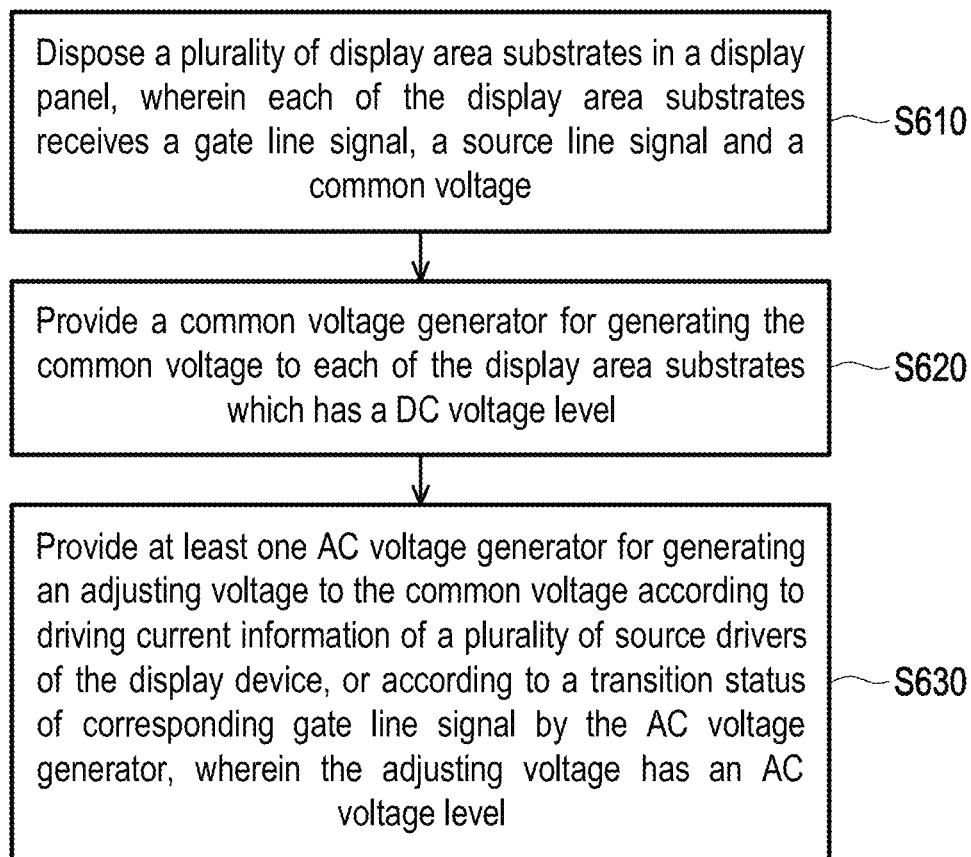 Dispose a plurality of display area substrates in a display
panel, wherein each of the display area substrates
receives a gate line signal, a source line signal and a
common voltage
S610
Provide a common voltage generator for generating the
common voltage to each of the display area substrates
which has a DC voltage level
S620
Provide at least one AC voltage generator for generating
an adjusting voltage to the common voltage according to
driving current information of a plurality of source drivers
of the display device, or according to a transition status
of corresponding gate line signal by the AC voltage
generator, wherein the adjusting voltage has an AC
voltage level
S630